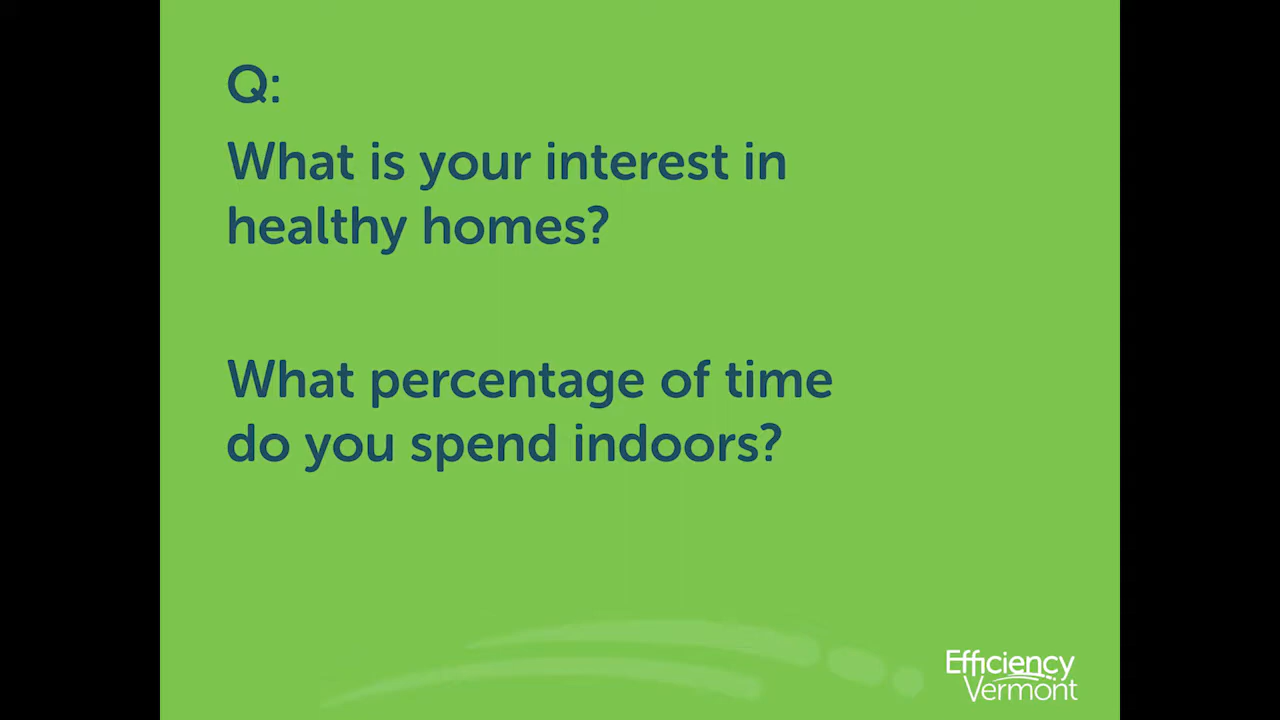 Q:
What is your interest in
healthy homes?
What percentage of time
do you spend indoors?
Efficiency
Vermont